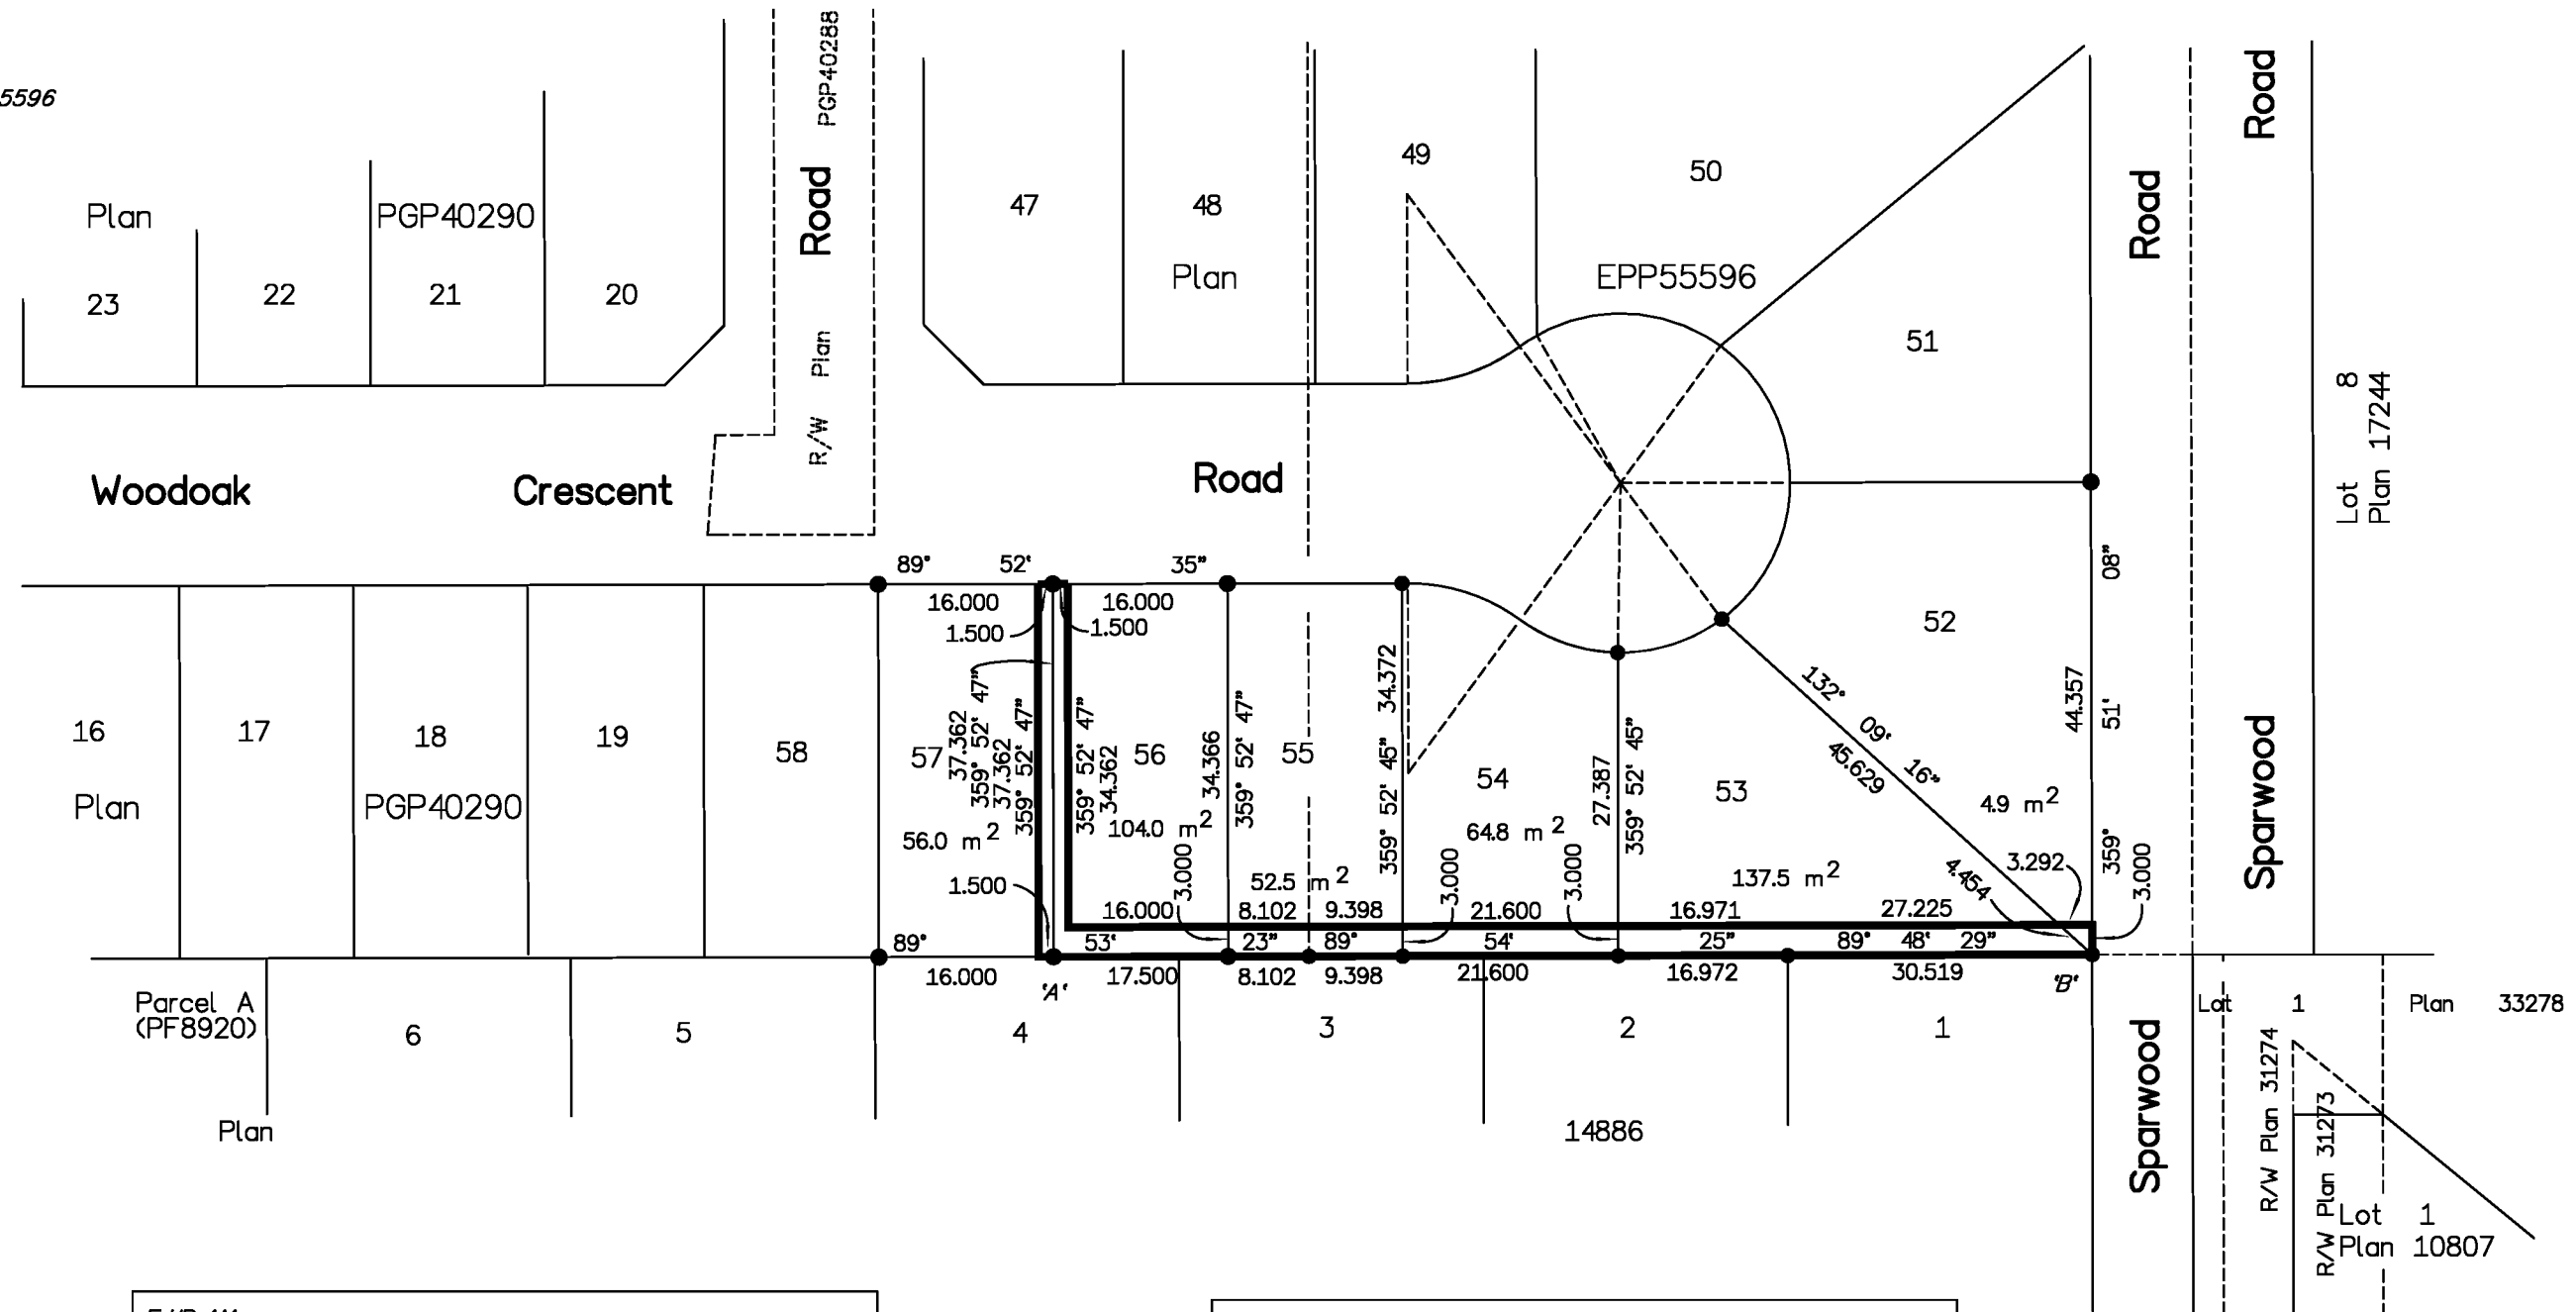 5596
PGP40288
Road
Road
Road
49
50
47
48
Plan
PGP40290
23
22
21
20
Plan
EPP55596
R/W Plan
51
Lot 8
Plan 17244
Woodoak Crescent
Road
89° 52' 35"
08"
16.000
16.000
1.500
1.500
52
34.372
44.357
51'
359°
132° 09' 16"
45.629
16
17
18
19
58
57
56
55
54
53
Plan
PGP40290
37.362
359° 52' 47"
37.362
359° 52' 47"
359° 52' 47"
34.362
34.366
359° 52' 47"
359° 52' 45"
27.387
359° 52' 45"
Sparwood
56.0 m²
104.0 m²
64.8 m²
4.9 m²
52.5 m²
137.5 m²
3.000
3.000
3.000
4.454
3.292
3.000
1.500
16.000
8.102
9.398
21.600
16.971
27.225
89° 53' 23"
89° 54' 25"
89° 48' 29"
16.000
'A'
17.500
8.102
9.398
21.600
16.972
30.519
'B'
Parcel A
(PF8920)
6
5
4
3
2
1
Lot 1 Plan 33278
Plan
14886
Sparwood
R/W Plan 31274
R/W Plan 31273
Lot 1
Plan 10807